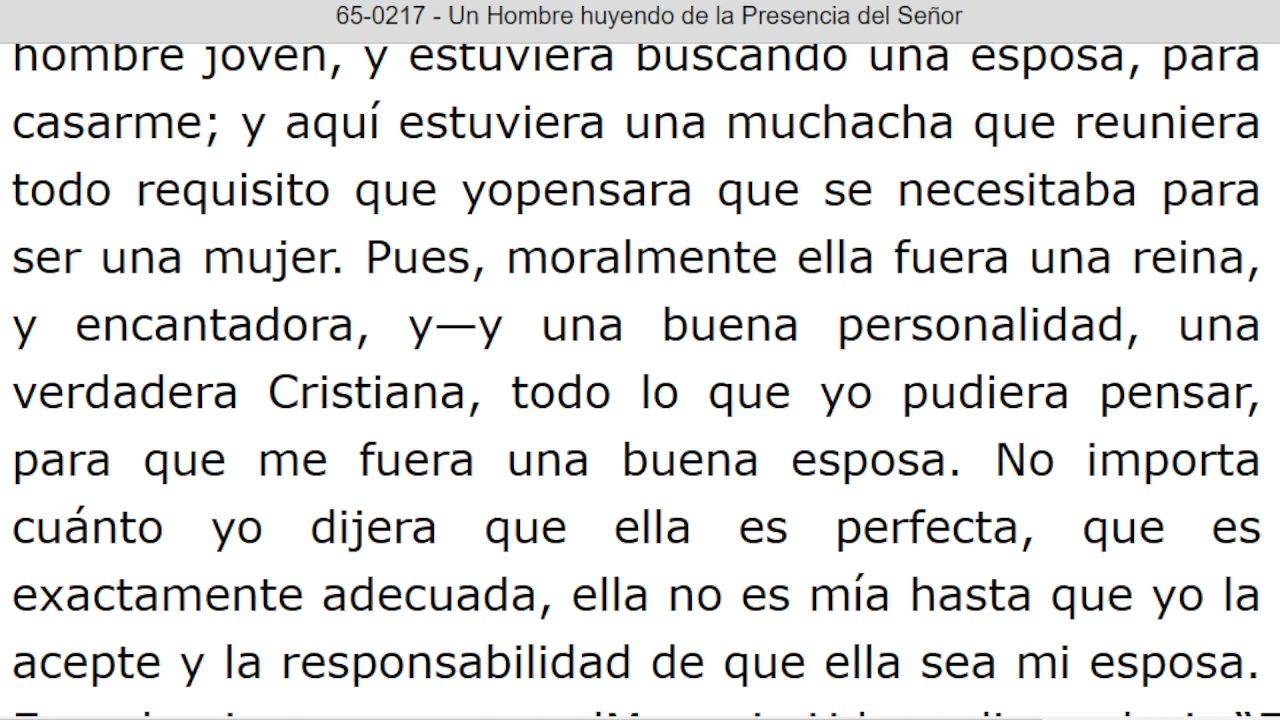 65-0217 - Un Hombre huyendo de la Presencia del Señor
hombre joven, y estuviera buscando una esposa, para
casarme; y aquí estuviera una muchacha que reuniera
todo requisito que yopensara que se necesitaba para
ser una mujer. Pues, moralmente ella fuera una reina,
y encantadora, y—y una buena personalidad, una
verdadera Cristiana, todo lo que yo pudiera pensar,
para que me fuera una buena esposa. No importa
cuánto yo dijera que ella es perfecta, que es
exactamente adecuada, ella no es mía hasta que yo la
acepte y la responsabilidad de que ella sea mi esposa.